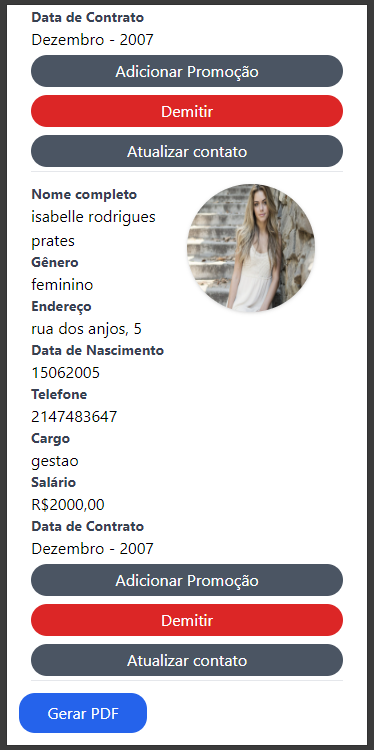 Data de Contrato
Dezembro - 2007
Adicionar Promoção
Demitir
Atualizar contato
Nome completo
isabelle rodrigues
prates
Gênero
feminino
Endereço
rua dos anjos, 5
Data de Nascimento
15062005
Telefone
2147483647
Cargo
gestao
Salário
R$2000,00
Data de Contrato
Dezembro - 2007
Adicionar Promoção
Demitir
Atualizar contato
Gerar PDF